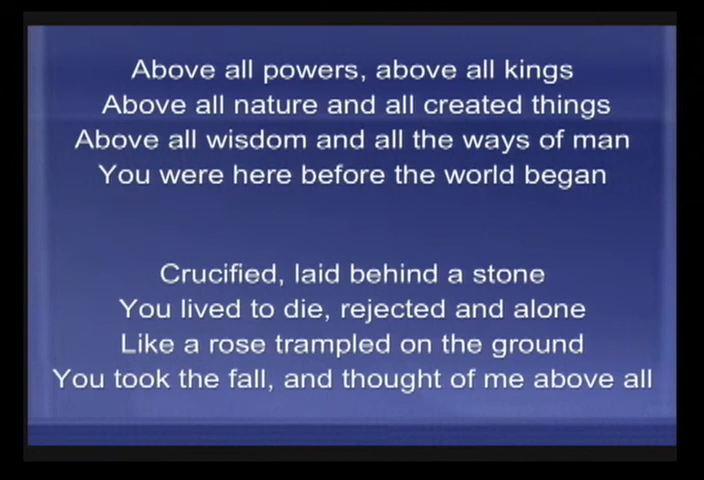 Above all powers, above all kings
Above all nature and all created things
Above all wisdom and all the ways of man
You were here before the world began
Crucified, laid behind a stone
You lived to die, rejected and alone
Like a rose trampled on the ground
You took the fall, and thought of me above all